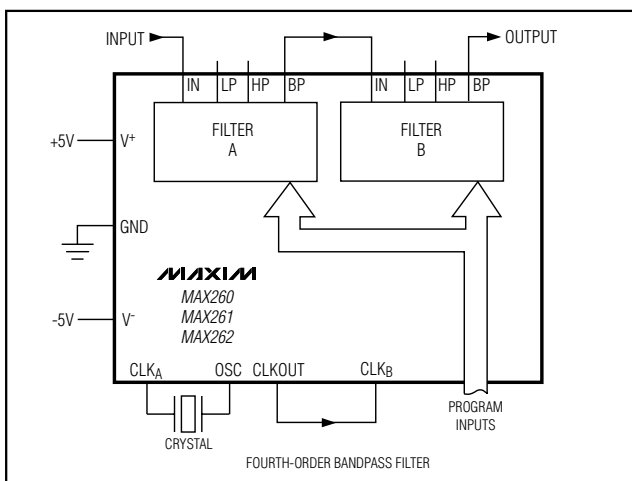 INPUT
OUTPUT
IN LP HP BP
IN LP HP BP
FILTER
A
FILTER
B
+5V
V+
GND
MAXIM
MAX260
MAX261
MAX262
-5V
V-
CLKA
OSC
CLKOUT
CLKB
CRYSTAL
PROGRAM
INPUTS
FOURTH-ORDER BANDPASS FILTER